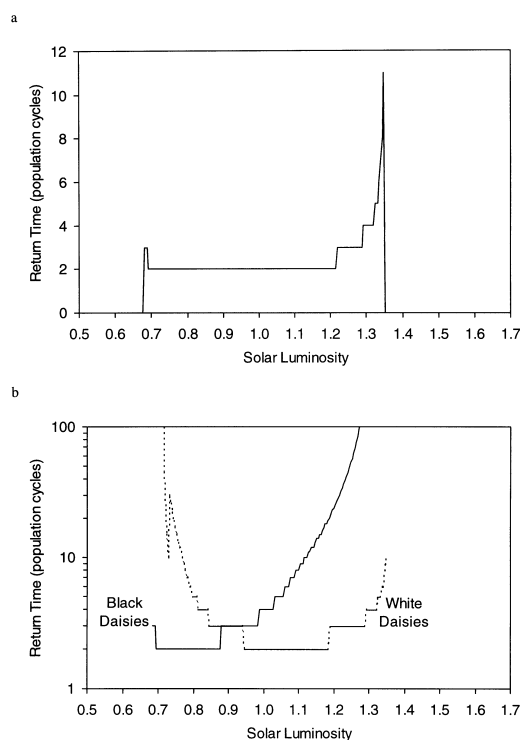 a
12
10
8
6
4
2
0
Return Time (population cycles)
0.5 0.6 0.7 0.8 0.9 1.0 1.1 1.2 1.3 1.4 1.5 1.6 1.7
Solar Luminosity
b
100
10
1
Return Time (population cycles)
Black
Daisies
White
Daisies
0.5 0.6 0.7 0.8 0.9 1.0 1.1 1.2 1.3 1.4 1.5 1.6 1.7
Solar Luminosity